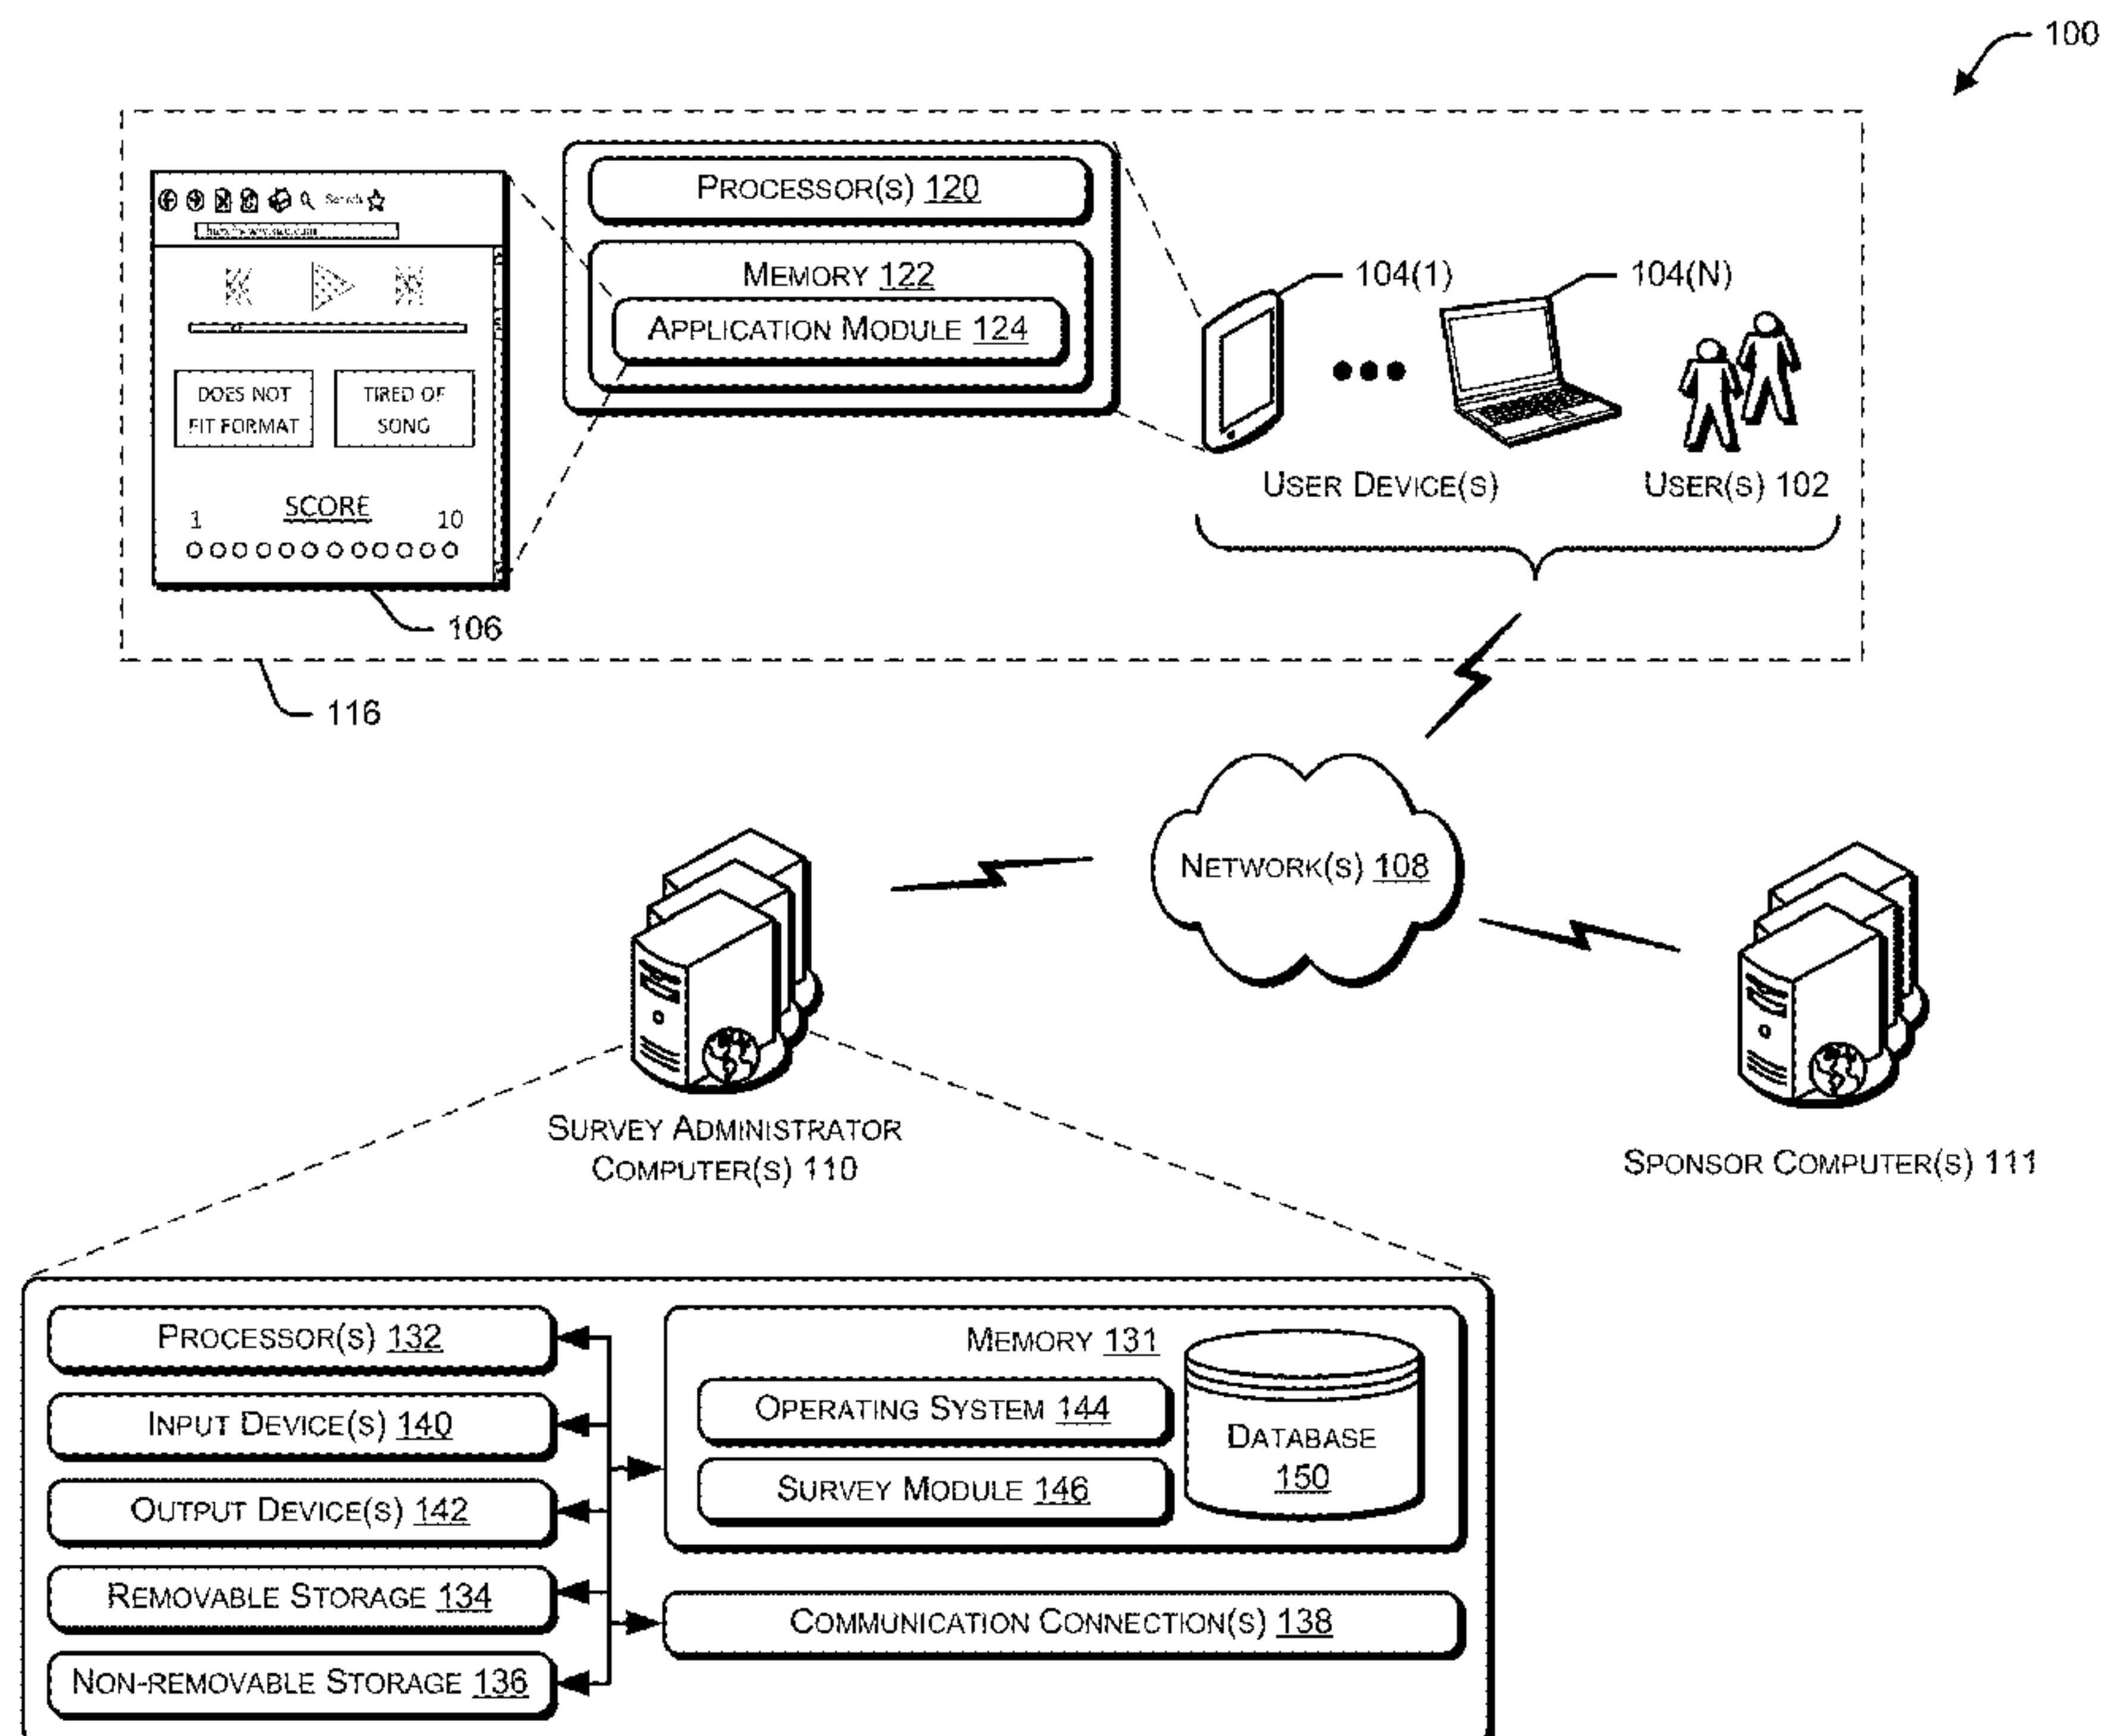 100
PROCESSOR(S) 120
MEMORY 122
APPLICATION MODULE 124
DOES NOT
FIT FORMAT
TIRED OF
SONG
SCORE
1
10
106
116
104(1)
104(N)
USER DEVICE(S)
USER(S) 102
NETWORK(S) 108
SURVEY ADMINISTRATOR
COMPUTER(S) 110
SPONSOR COMPUTER(S) 111
PROCESSOR(S) 132
INPUT DEVICE(S) 140
OUTPUT DEVICE(S) 142
REMOVABLE STORAGE 134
NON-REMOVABLE STORAGE 136
MEMORY 131
OPERATING SYSTEM 144
SURVEY MODULE 146
DATABASE
150
COMMUNICATION CONNECTION(S) 138